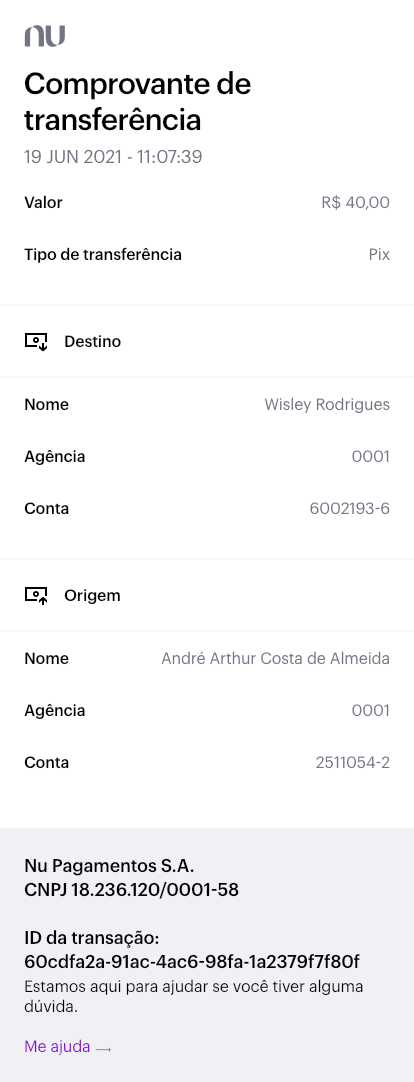 nu
Comprovante de
transferência
19 JUN 2021 - 11:07:39
Valor R$ 40,00
Tipo de transferência Pix
Destino
Nome Wisley Rodrigues
Agência 0001
Conta 6002193-6
Origem
Nome André Arthur Costa de Almeida
Agência 0001
Conta 2511054-2
Nu Pagamentos S.A.
CNPJ 18.236.120/0001-58
ID da transação:
60cdfa2a-91ac-4ac6-98fa-1a2379f7f80f
Estamos aqui para ajudar se você tiver alguma
dúvida.
Me ajuda